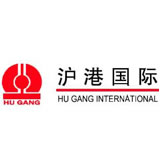 沪港国际
HU GANG INTERNATIONAL
HU GANG